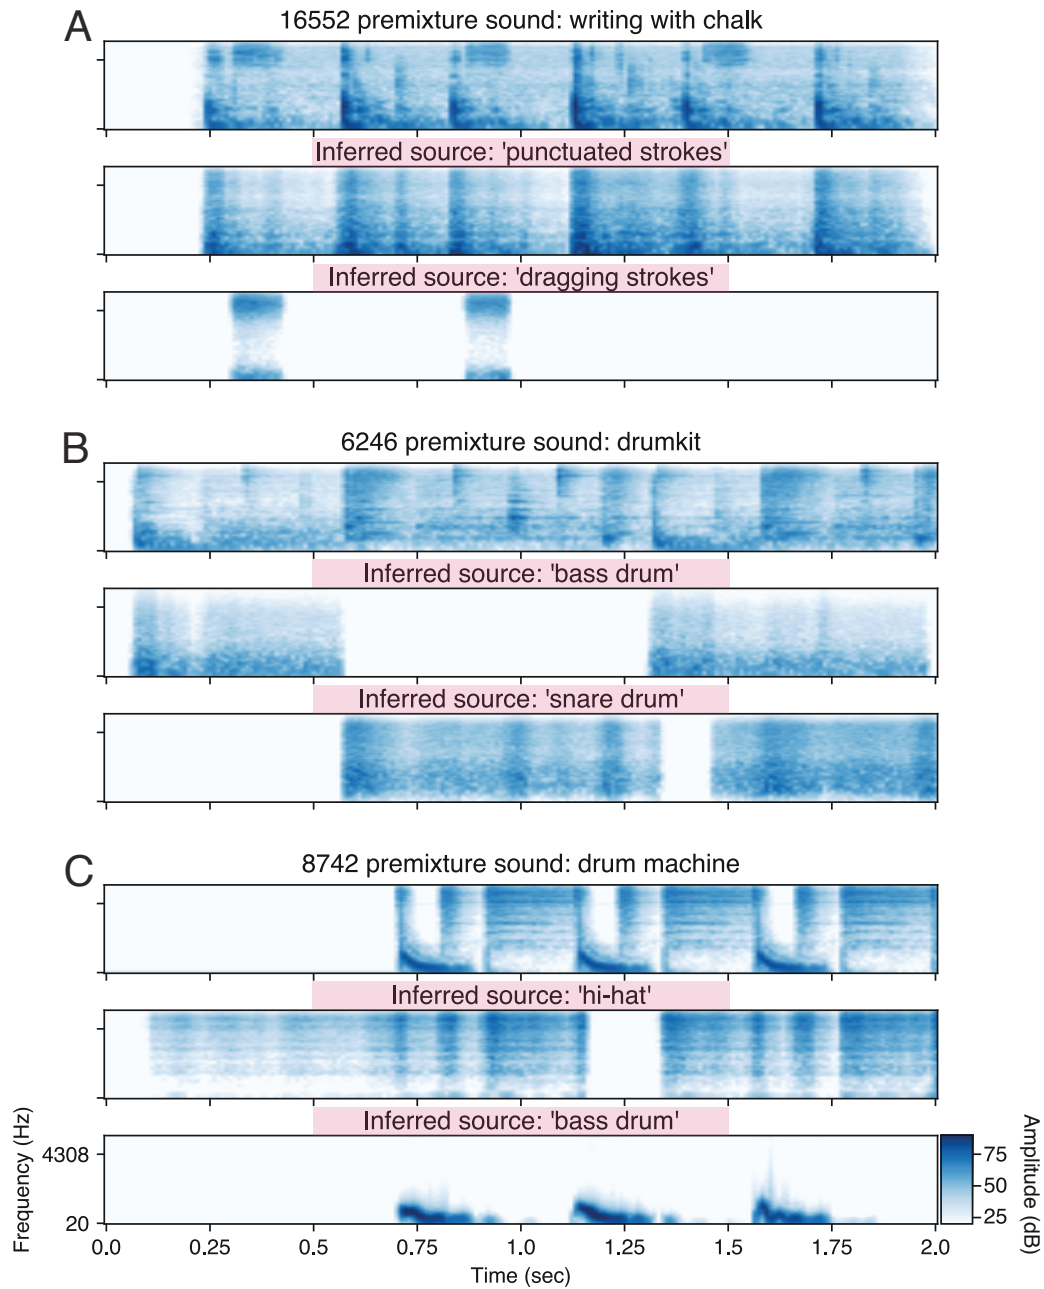 A
16552 premixture sound: writing with chalk
Inferred source: 'punctuated strokes'
Inferred source: 'dragging strokes'
B
6246 premixture sound: drumkit
Inferred source: 'bass drum'
Inferred source: 'snare drum'
C
8742 premixture sound: drum machine
Inferred source: 'hi-hat'
Inferred source: 'bass drum'
Frequency (Hz)
4308
20
75
50
25
Amplitude (dB)
0.0 0.25 0.5 0.75 1.0 1.25 1.5 1.75 2.0
Time (sec)